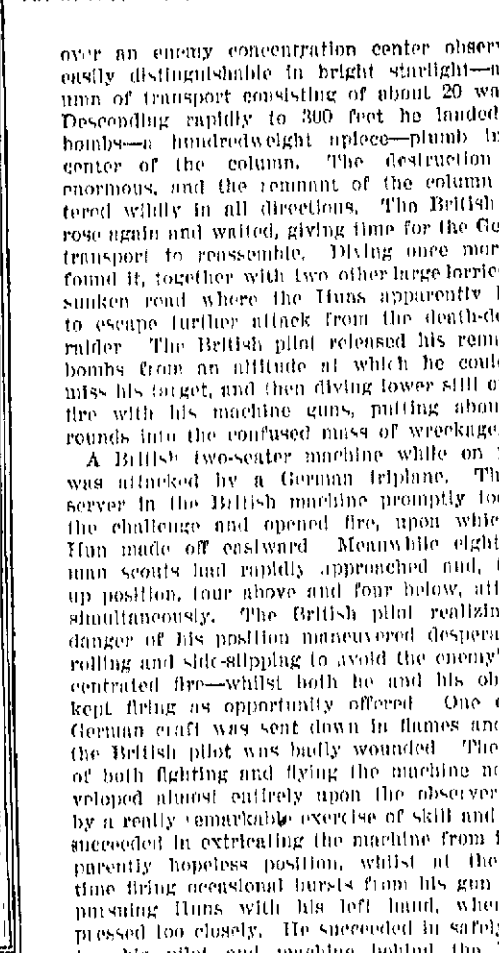 over an enemy concentration center obser
easily distinguishable in bright starlight—a
umn of transport consisting of about 20 wa
Descending rapidly to 300 feet he landed
bombs—a hundredweight apiece—plumb in
center of the column. The destruction
enormous, and the remnant of the column
tered wildly in all directions. The British
rose again and waited, giving time for the Ge
transport to reassemble. Diving once mor
found it, together with two other large lorrie
sunken road where the Huns apparently
to escape further attack from the death-de
raider The British pilot released his rem
bombs from an altitude at which he coul
miss his target, and then diving lower still o
fire with his machine guns, putting abou
rounds into the confused mass of wreckage.
A British two-seater machine while on
was attacked by a German triplane. Th
server in the British machine promptly too
the challenge and opened fire, upon whic
Hun made off eastward Meanwhile eight
man scouts had rapidly approached and,
up position, four above and four below, att
simultaneously. The British pilot realizin
danger of his position maneuvered despera
rolling and side-slipping to avoid the enemy'
centrated fire—whilst both he and his ob
kept firing as opportunity offered One
German craft was sent down in flames and
the British pilot was badly wounded The
of both fighting and flying the machine no
veloped almost entirely upon the observer
by a really remarkable exercise of skill and
succeeded in extricating the machine from
parently hopeless position, whilst at the
time firing occasional bursts from his gun
pursuing Huns with his left hand, when
pressed too closely. He succeeded in safely
his pilot and machine behind the